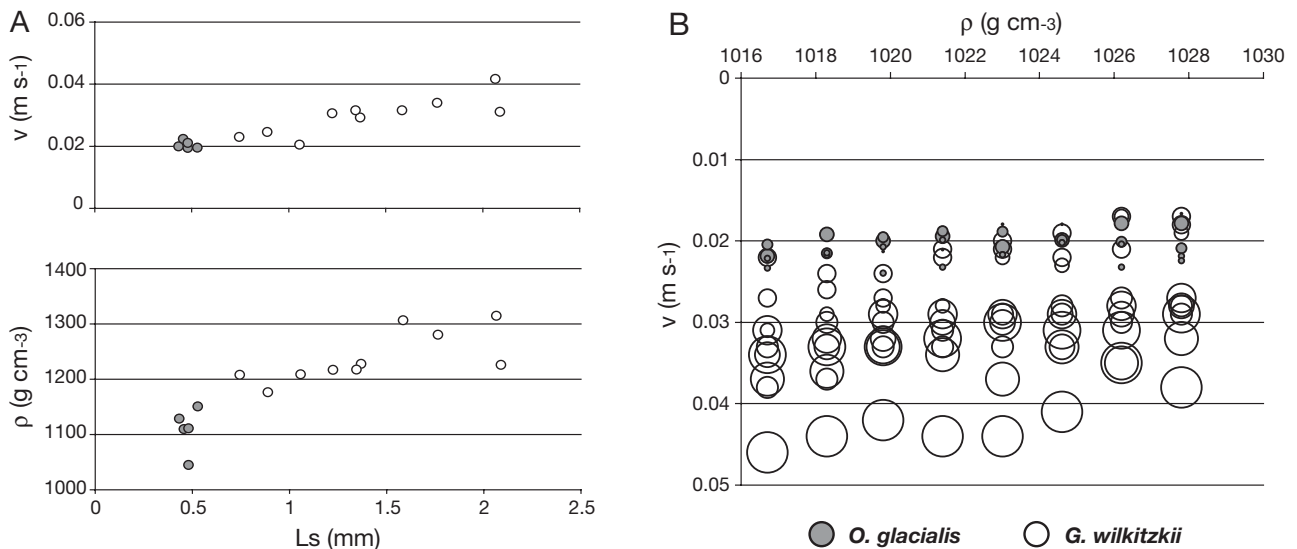 A
0.06
0.04
0.02
0
v (m s-1)
1400
1300
1200
1100
1000
ρ (g cm-3)
0 0.5 1 1.5 2 2.5
Ls (mm)
B
ρ (g cm-3)
1016 1018 1020 1022 1024 1026 1028 1030
0
0.01
0.02
0.03
0.04
0.05
v (m s-1)
O. glacialis G. wilkitzkii